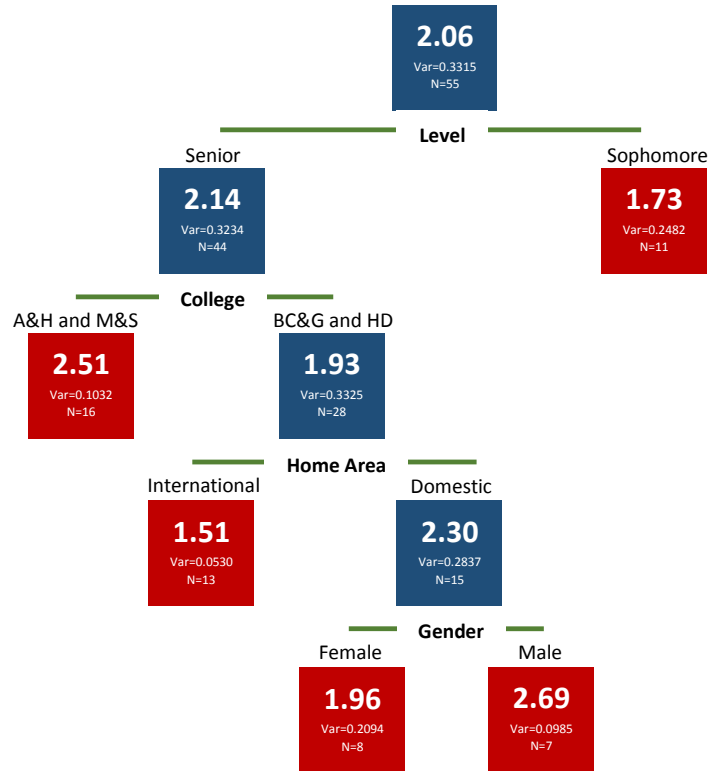 2.06
Var=0.3315
N=55
Level
Senior
Sophomore
2.14
Var=0.3234
N=44
1.73
Var=0.2482
N=11
College
A&H and M&S
BC&G and HD
2.51
Var=0.1032
N=16
1.93
Var=0.3325
N=28
Home Area
International
Domestic
1.51
Var=0.0530
N=13
2.30
Var=0.2837
N=15
Gender
Female
Male
1.96
Var=0.2094
N=8
2.69
Var=0.0985
N=7